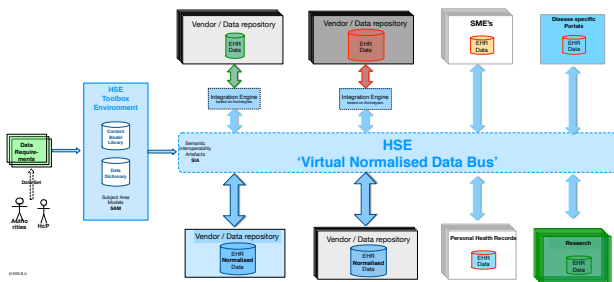 Vendor / Data repository
EHR
Data
Vendor / Data repository
EHR
Data
SME's
EHR
Data
Disease specific
Portals
EHR
Data
HSE
Toolbox
Environment
Content
Model
Library
Data
Dictionary
Subject Area
Models
SAM
Integration Engine
based on Archetypes
Integration Engine
based on Archetypes
Data
Require-
ments
Dataset
Autho
rities
HcP
Semantic
Interoperability
Artefacts
SIA
HSE
'Virtual Normalised Data Bus'
Vendor / Data repository
EHR
Normalised
Data
Vendor / Data repository
EHR
Normalised
Data
Personal Health Records
EHR
Data
Research
EHR
Data